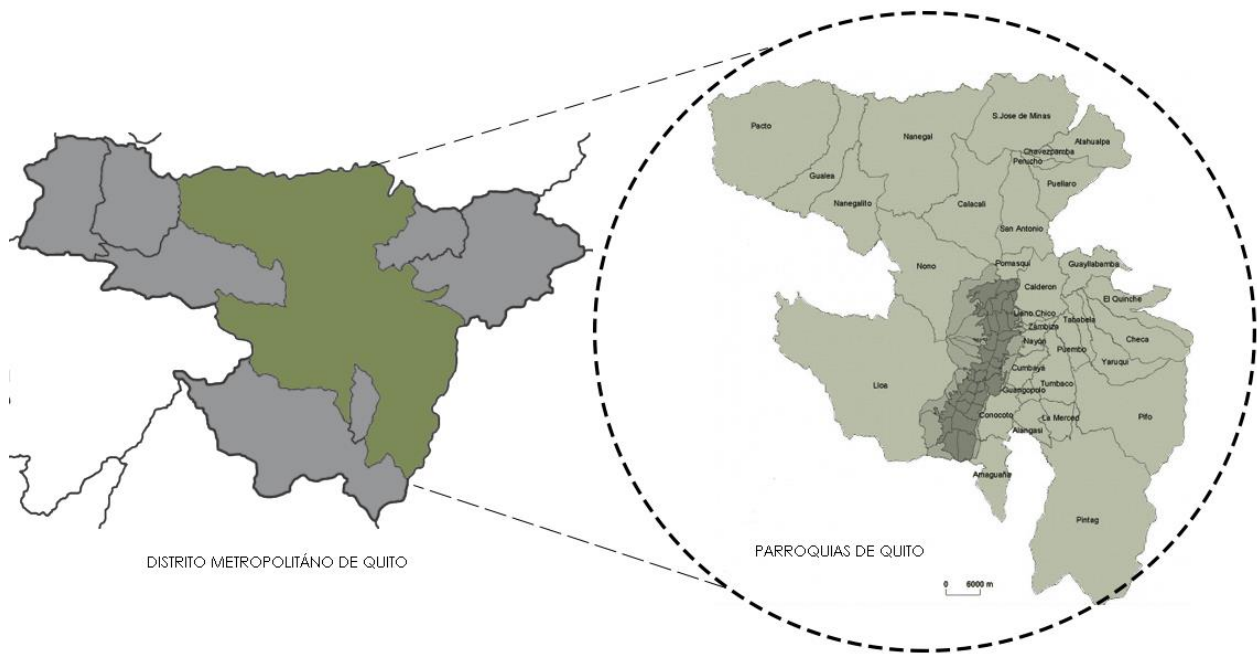 S.Jose de Minas
Pacto
Nanegal
Atahualpa
Chavezpamba
Perucho
Gualea
Puellaro
Nanegalito
Calacali
San Antonio
Nono
Pomasqui
Guayllabamba
Calderon
El Quinche
Llano Chico
Tababela
Zambiza
Checa
Nayón
Puembo
Yaruqui
Cumbaya
Lloa
Tumbaco
Guangopolo
Conocoto
La Merced
Pifo
Alangasi
Amaguaña
Pintag
DISTRITO METROPOLITÁNO DE QUITO
PARROQUIAS DE QUITO
0 6000 m